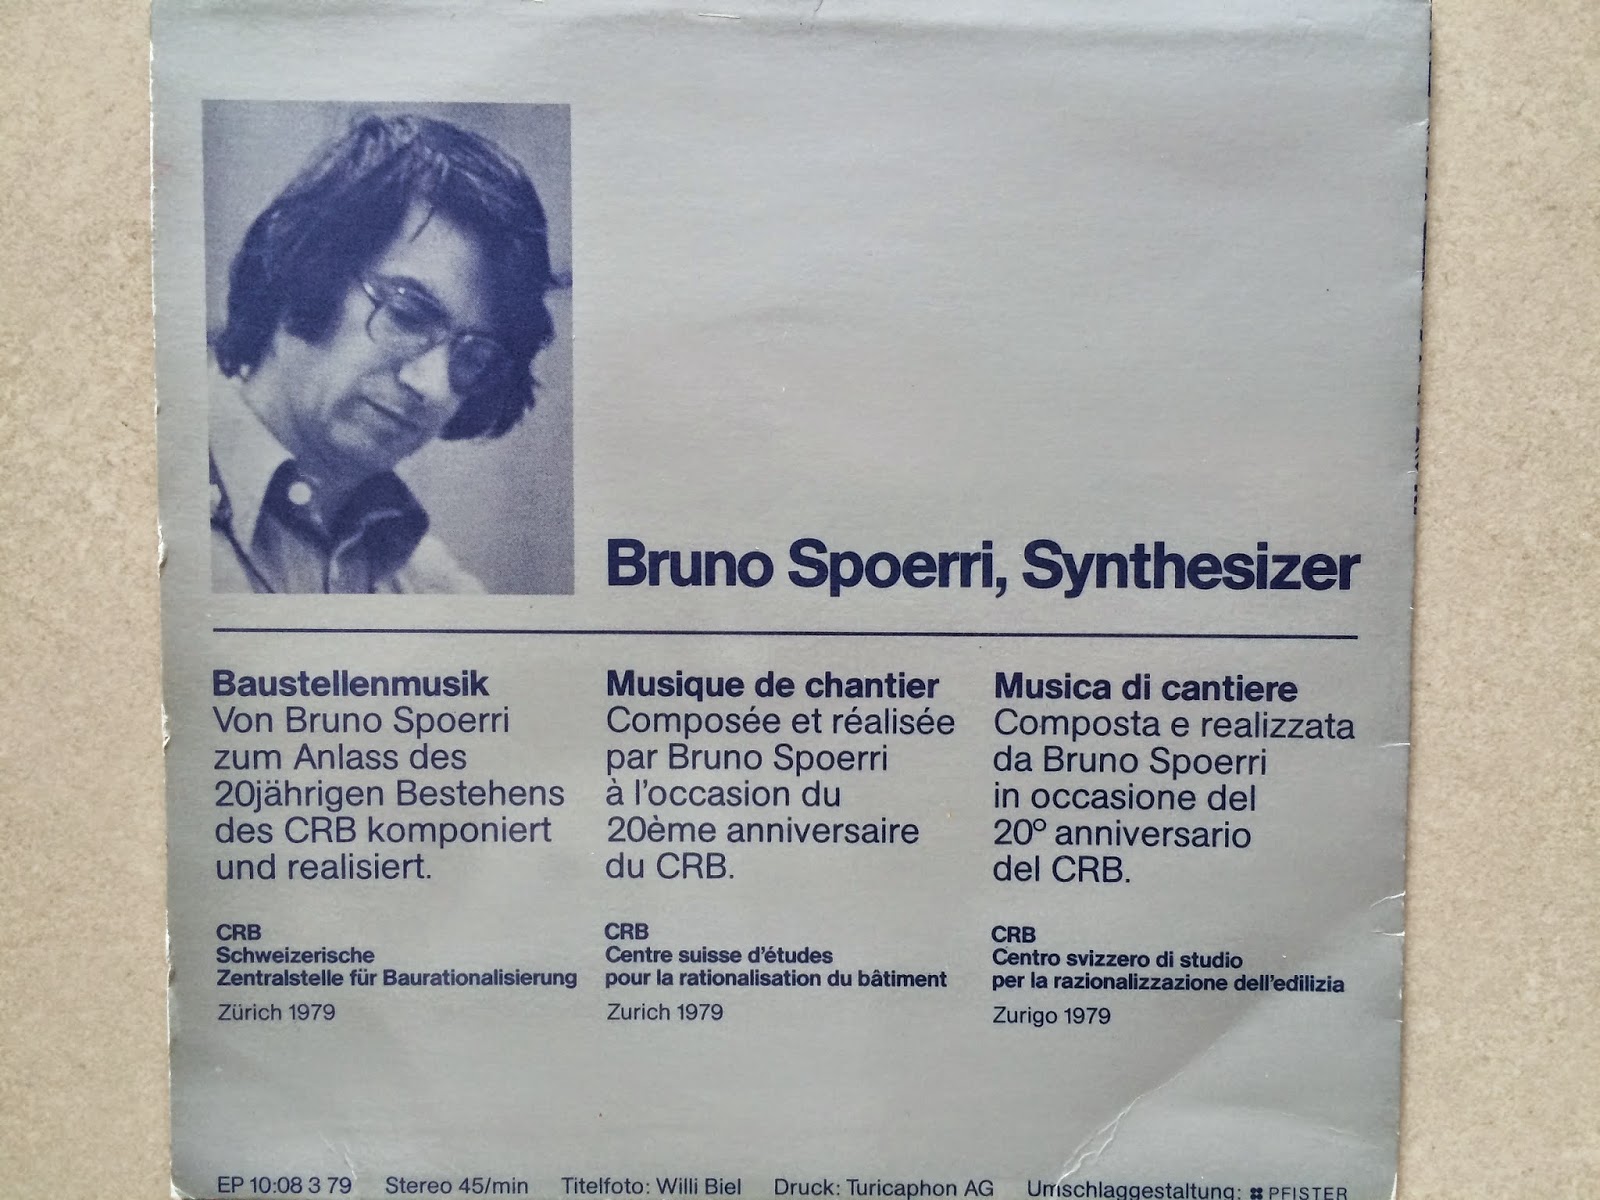 Bruno Spoerri, Synthesizer
Baustellenmusik
Von Bruno Spoerri
zum Anlass des
20jährigen Bestehens
des CRB komponiert
und realisiert.
CRB
Schweizerische
Zentralstelle für Baurationalisierung
Zürich 1979
Musique de chantier
Composée et réalisée
par Bruno Spoerri
à l'occasion du
20ème anniversaire
du CRB.
CRB
Centre suisse d'études
pour la rationalisation du bâtiment
Zurich 1979
Musica di cantiere
Composta e realizzata
da Bruno Spoerri
in occasione del
20º anniversario
del CRB.
CRB
Centro svizzero di studio
per la razionalizzazione dell'edilizia
Zurigo 1979
EP 10:08 3 79 Stereo 45/min Titelfoto: Willi Biel Druck: Turicaphon AG Umschlaggestaltung: PFISTER